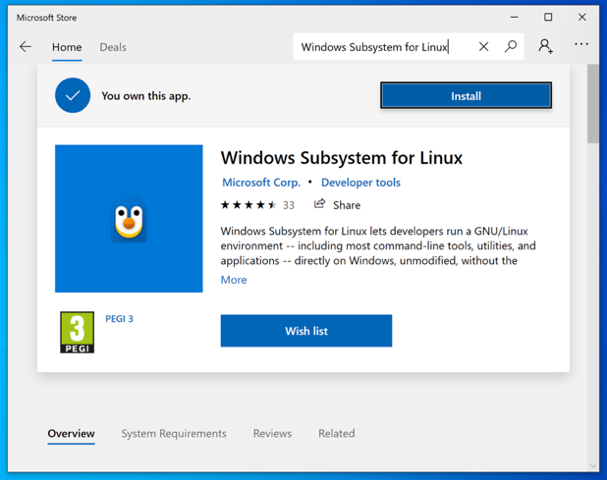 Microsoft Store
Home Deals Windows Subsystem for Linux
You own this app. Install
Windows Subsystem for Linux
Microsoft Corp. • Developer tools
33 Share
Windows Subsystem for Linux lets developers run a GNU/Linux
environment -- including most command-line tools, utilities, and
applications -- directly on Windows, unmodified, without the
More
3
PEGI
PEGI 3
Wish list
Overview System Requirements Reviews Related